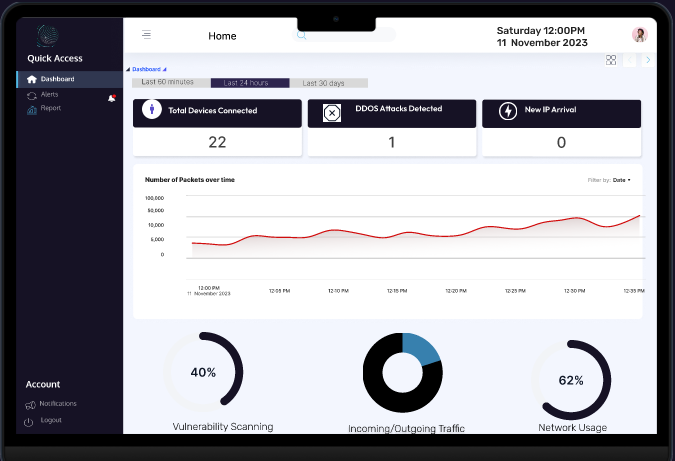 Home
Saturday 12:00PM
11 November 2023
Quick Access
Dashboard
Alerts
Report
Dashboard
Last 60 minutes
Last 24 hours
Last 30 days
Total Devices Connected
22
DDOS Attacks Detected
1
New IP Arrival
0
Number of Packets over time
Filter by: Date
100,000
50,000
10,000
5,000
0
12:00 PM
11 November 2023
12:05 PM
12:10 PM
12:15 PM
12:20 PM
12:25 PM
12:30 PM
12:35 PM
40%
Vulnerability Scanning
Incoming/Outgoing Traffic
62%
Network Usage
Account
Notifications
Logout